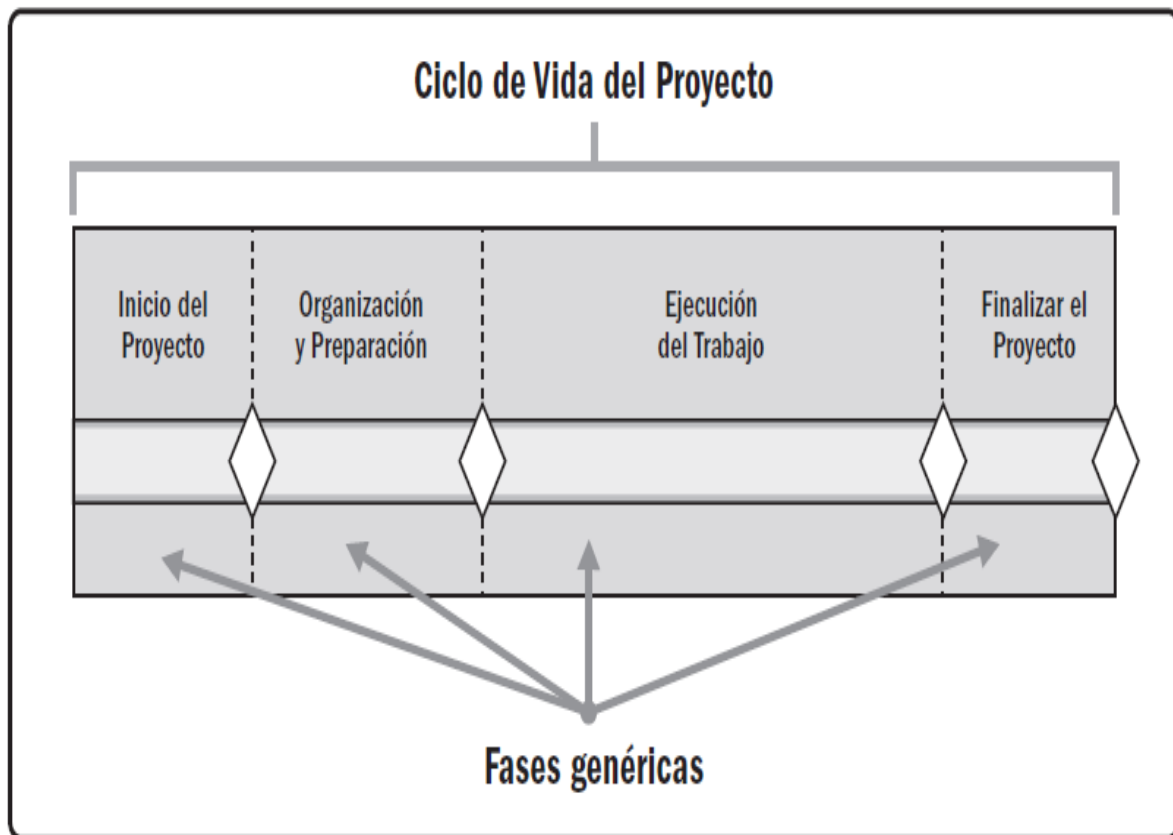 Ciclo de Vida del Proyecto
Inicio del
Proyecto
Organización
y Preparación
Ejecución
del Trabajo
Finalizar el
Proyecto
Fases genéricas